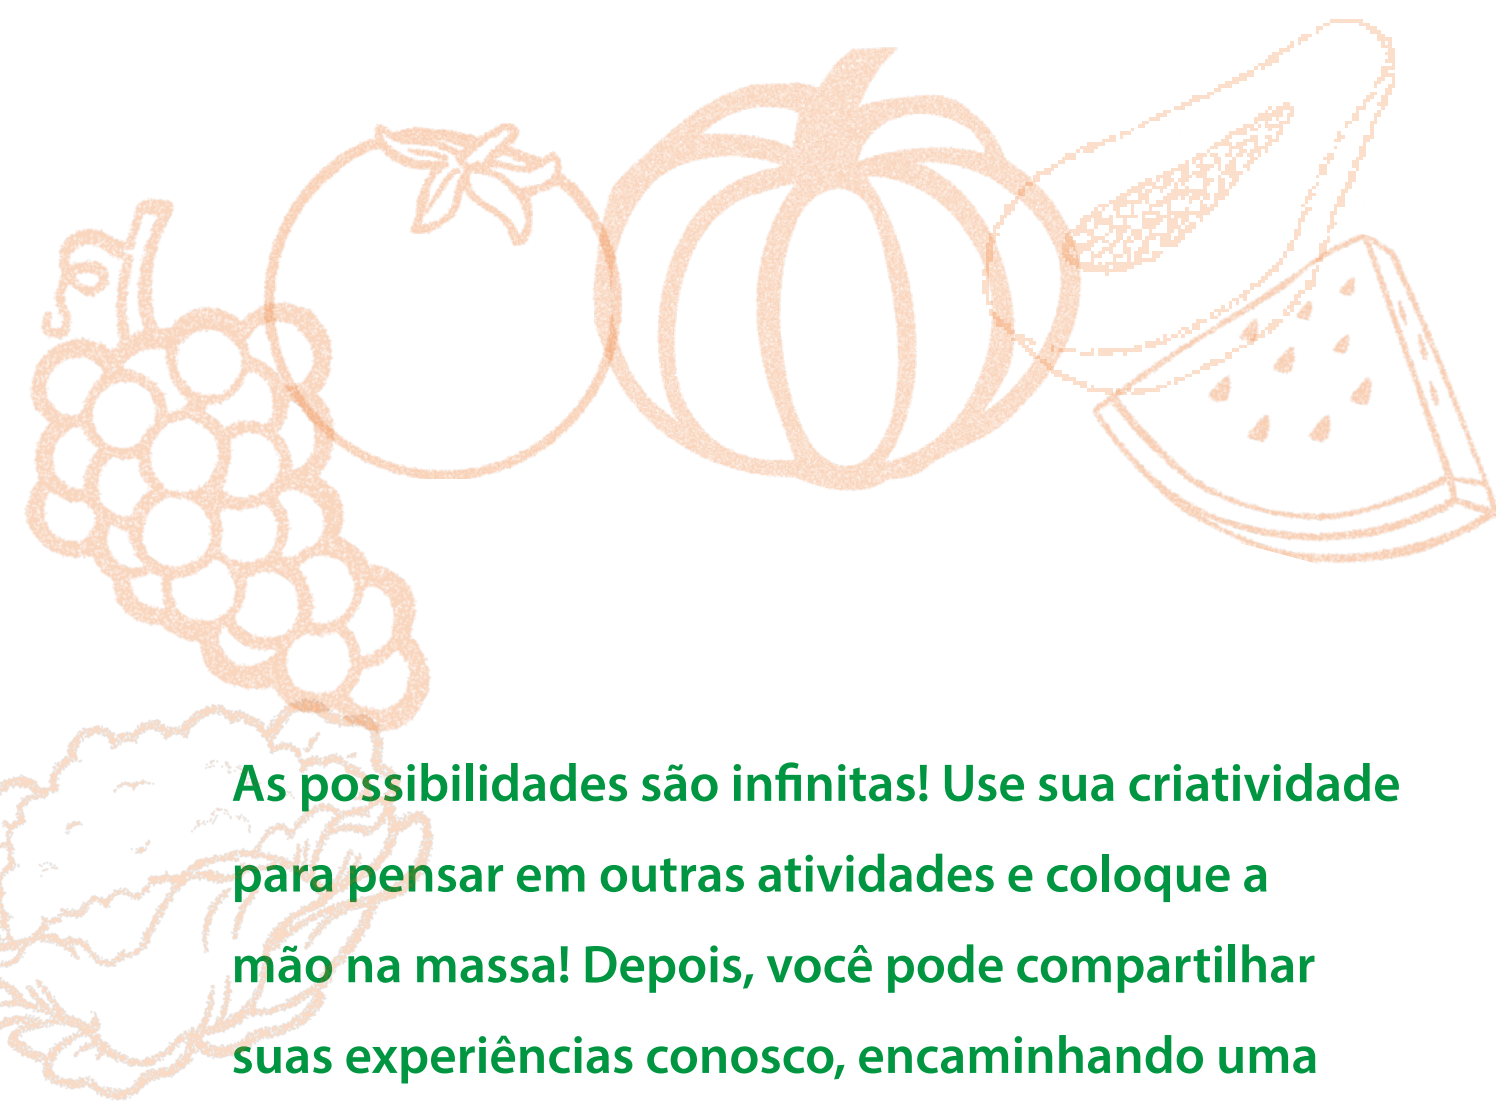 As possibilidades são infinitas! Use sua criatividade
para pensar em outras atividades e coloque a
mão na massa! Depois, você pode compartilhar
suas experiências conosco, encaminhando uma